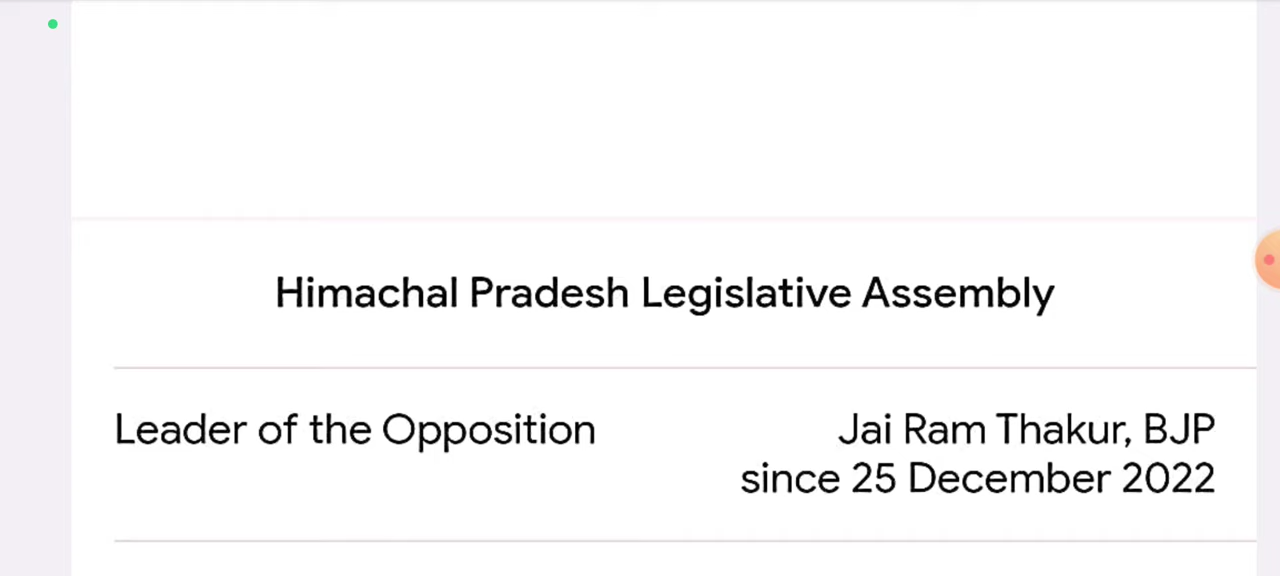 Himachal Pradesh Legislative Assembly
Leader of the Opposition
Jai Ram Thakur, BJP
since 25 December 2022